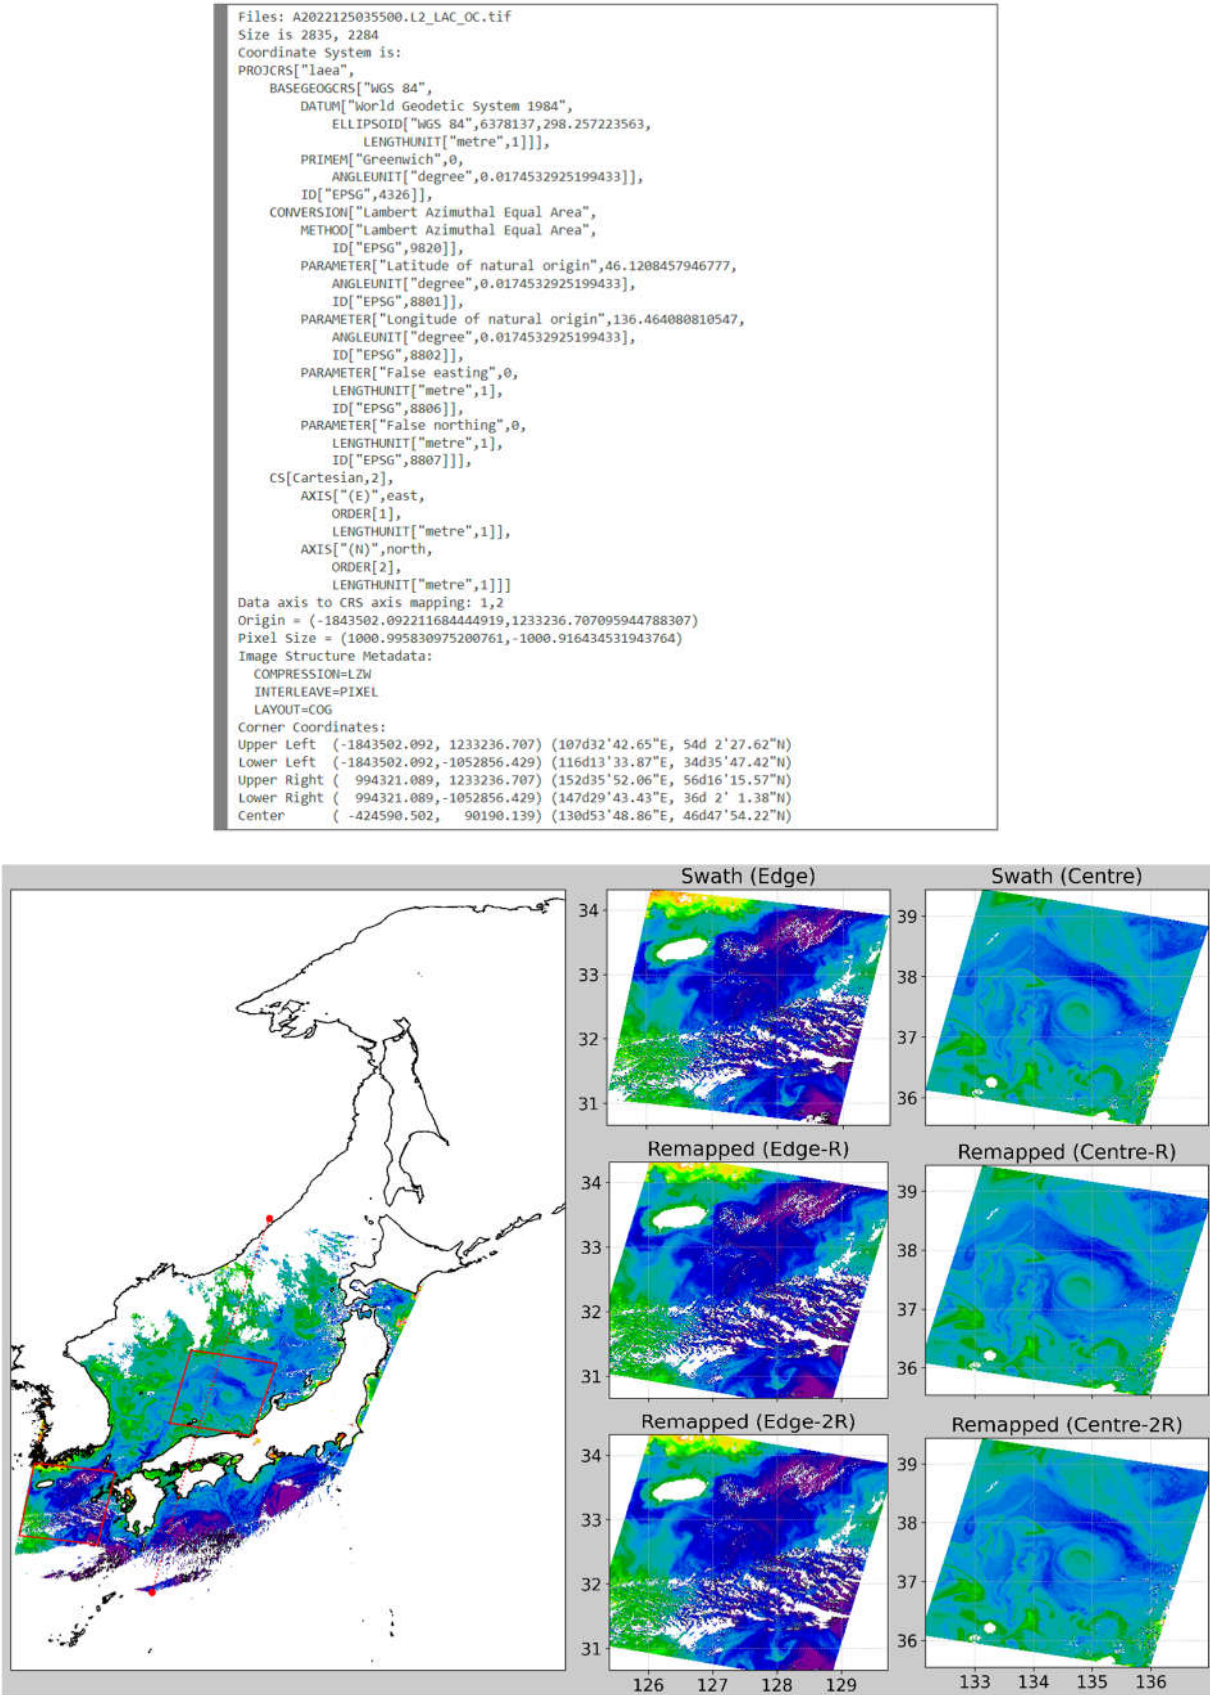 Files: A2022125035500.L2_LAC_OC.tif
Size is 2835, 2284
Coordinate System is:
PROJCRS["laea",
    BASEGEOGCRS["WGS 84",
        DATUM["World Geodetic System 1984",
            ELLIPSOID["WGS 84",6378137,298.257223563,
                LENGTHUNIT["metre",1]]],
        PRIMEM["Greenwich",0,
            ANGLEUNIT["degree",0.0174532925199433]],
        ID["EPSG",4326]],
    CONVERSION["Lambert Azimuthal Equal Area",
        METHOD["Lambert Azimuthal Equal Area",
            ID["EPSG",9820]],
        PARAMETER["Latitude of natural origin",46.1208457946777,
            ANGLEUNIT["degree",0.0174532925199433],
            ID["EPSG",8801]],
        PARAMETER["Longitude of natural origin",136.464080810547,
            ANGLEUNIT["degree",0.0174532925199433],
            ID["EPSG",8802]],
        PARAMETER["False easting",0,
            LENGTHUNIT["metre",1],
            ID["EPSG",8806]],
        PARAMETER["False northing",0,
            LENGTHUNIT["metre",1],
            ID["EPSG",8807]]],
    CS[Cartesian,2],
        AXIS["(E)",east,
            ORDER[1],
            LENGTHUNIT["metre",1]],
        AXIS["(N)",north,
            ORDER[2],
            LENGTHUNIT["metre",1]]]
Data axis to CRS axis mapping: 1,2
Origin = (-1843502.092211684444919,1233236.707095944788307)
Pixel Size = (1000.995830975200761,-1000.916434531943764)
Image Structure Metadata:
  COMPRESSION=LZW
  INTERLEAVE=PIXEL
  LAYOUT=COG
Corner Coordinates:
Upper Left  (-1843502.092, 1233236.707) (107d32'42.65"E, 54d 2'27.62"N)
Lower Left  (-1843502.092,-1052856.429) (116d13'33.87"E, 34d35'47.42"N)
Upper Right (  994321.089, 1233236.707) (152d35'52.06"E, 56d16'15.57"N)
Lower Right (  994321.089,-1052856.429) (147d29'43.43"E, 36d 2' 1.38"N)
Center      ( -424590.502,   90190.139) (130d53'48.86"E, 46d47'54.22"N)
Swath (Edge)
34
33
32
31
Swath (Centre)
39
38
37
36
Remapped (Edge-R)
34
33
32
31
Remapped (Centre-R)
39
38
37
36
Remapped (Edge-2R)
34
33
32
31
126 127 128 129
Remapped (Centre-2R)
39
38
37
36
133 134 135 136